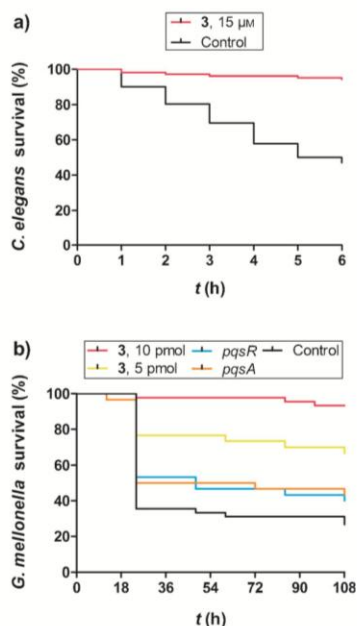 a)
3, 15 µM
Control
C. elegans survival (%)
100
80
60
40
20
0
0 1 2 3 4 5 6
t (h)
b)
3, 10 pmol pqsR Control
3, 5 pmol pqsA
G. mellonella survival (%)
100
80
60
40
20
0
0 18 36 54 72 90 108
t (h)